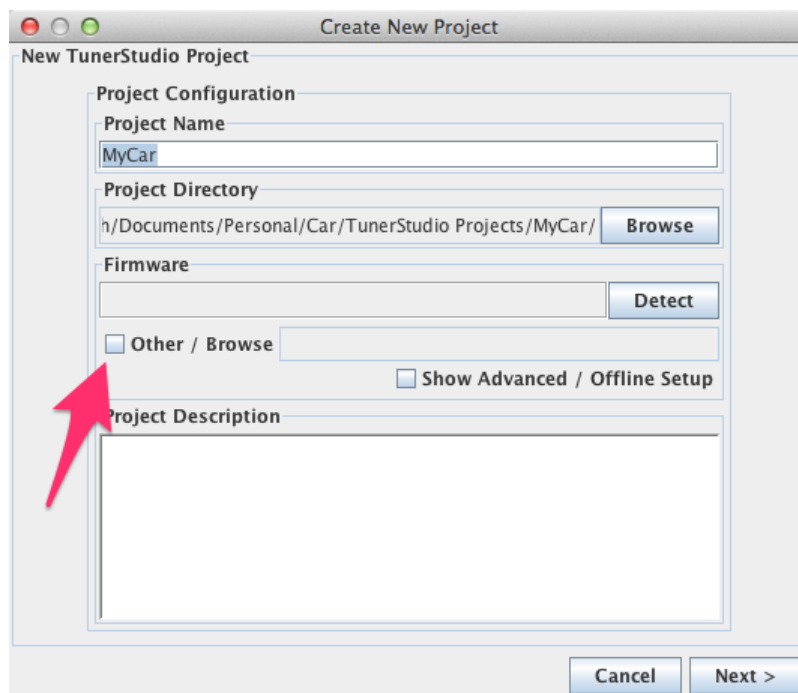 Create New Project
New TunerStudio Project
Project Configuration
Project Name
MyCar
Project Directory
h/Documents/Personal/Car/TunerStudio Projects/MyCar/ Browse
Firmware
Detect
Other / Browse
Show Advanced / Offline Setup
Project Description
Cancel Next >